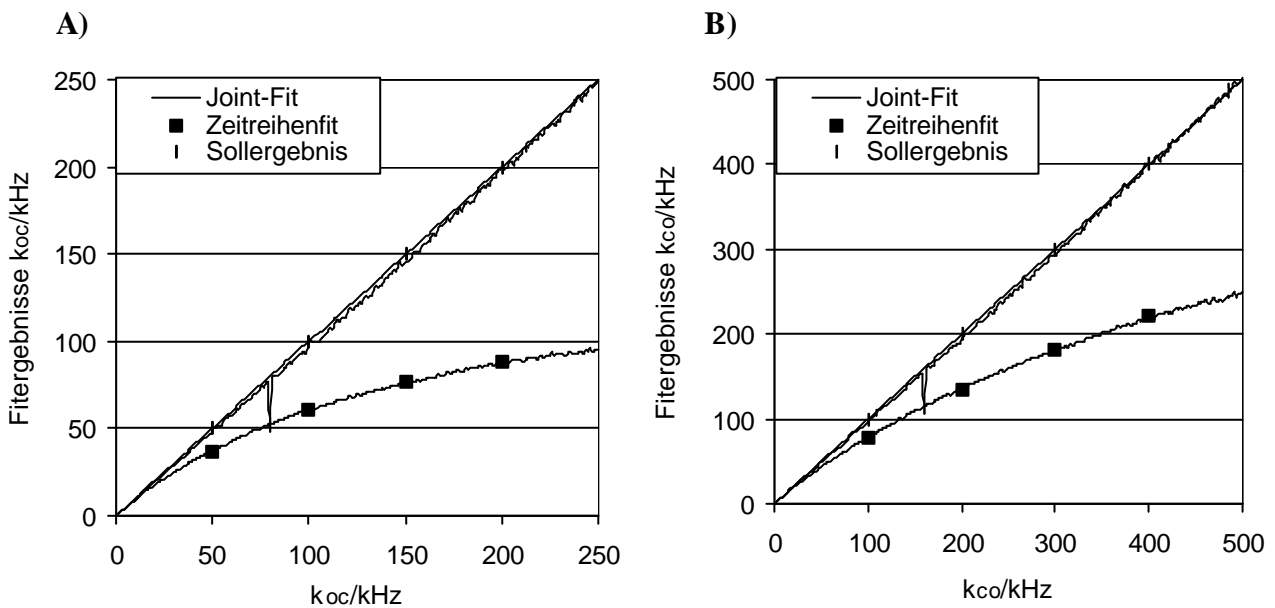 A)
Fitergebnisse koc/kHz
250
200
150
100
50
0
Joint-Fit
Zeitreihenfit
Sollergebnis
0 50 100 150 200 250
koc/kHz
B)
Fitergebnisse kco/kHz
500
400
300
200
100
0
Joint-Fit
Zeitreihenfit
Sollergebnis
0 100 200 300 400 500
kco/kHz